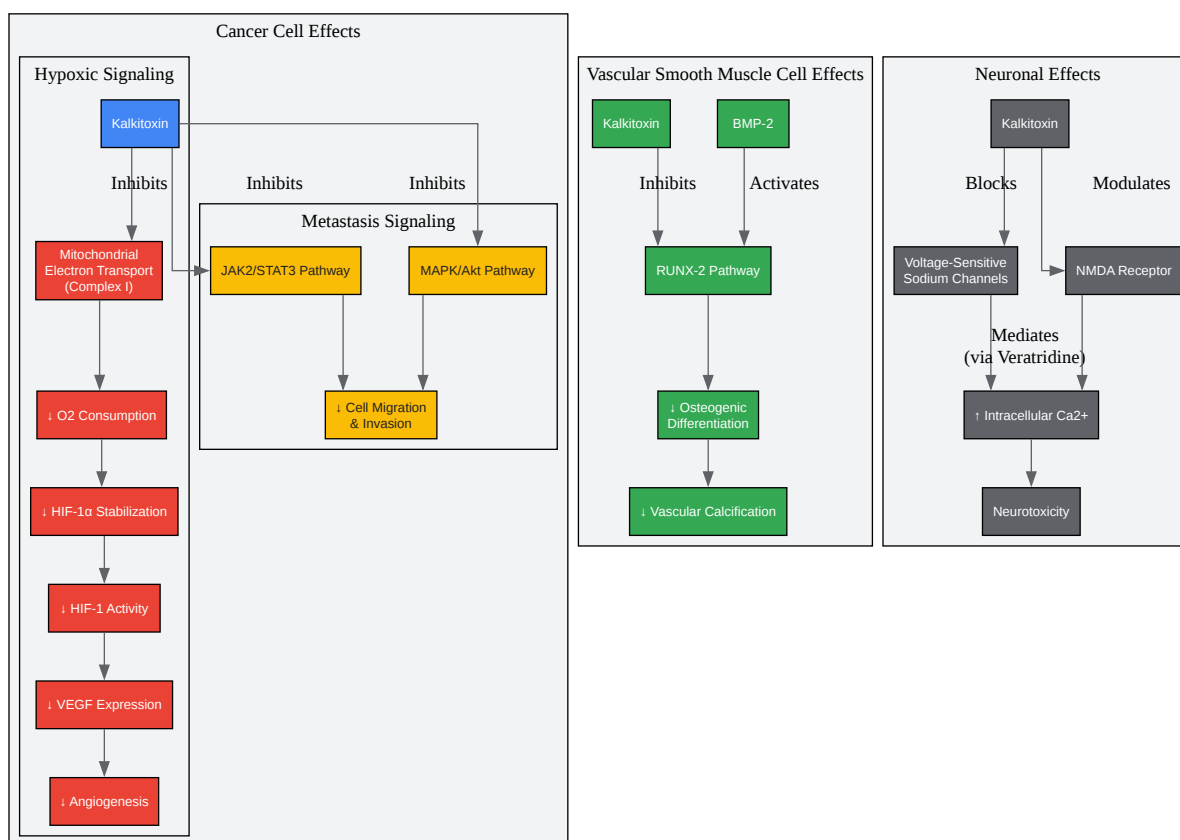 Cancer Cell Effects
Hypoxic Signaling
Kalkitoxin
Inhibits
Inhibits
Inhibits
Metastasis Signaling
Mitochondrial
Electron Transport
(Complex I)
JAK2/STAT3 Pathway
MAPK/Akt Pathway
↓ O2 Consumption
↓ Cell Migration
& Invasion
↓ HIF-1α Stabilization
↓ HIF-1 Activity
↓ VEGF Expression
↓ Angiogenesis
Vascular Smooth Muscle Cell Effects
Kalkitoxin
BMP-2
Inhibits
Activates
RUNX-2 Pathway
↓ Osteogenic
Differentiation
↓ Vascular Calcification
Neuronal Effects
Kalkitoxin
Blocks
Modulates
Voltage-Sensitive
Sodium Channels
NMDA Receptor
Mediates
(via Veratridine)
↑ Intracellular Ca2+
Neurotoxicity